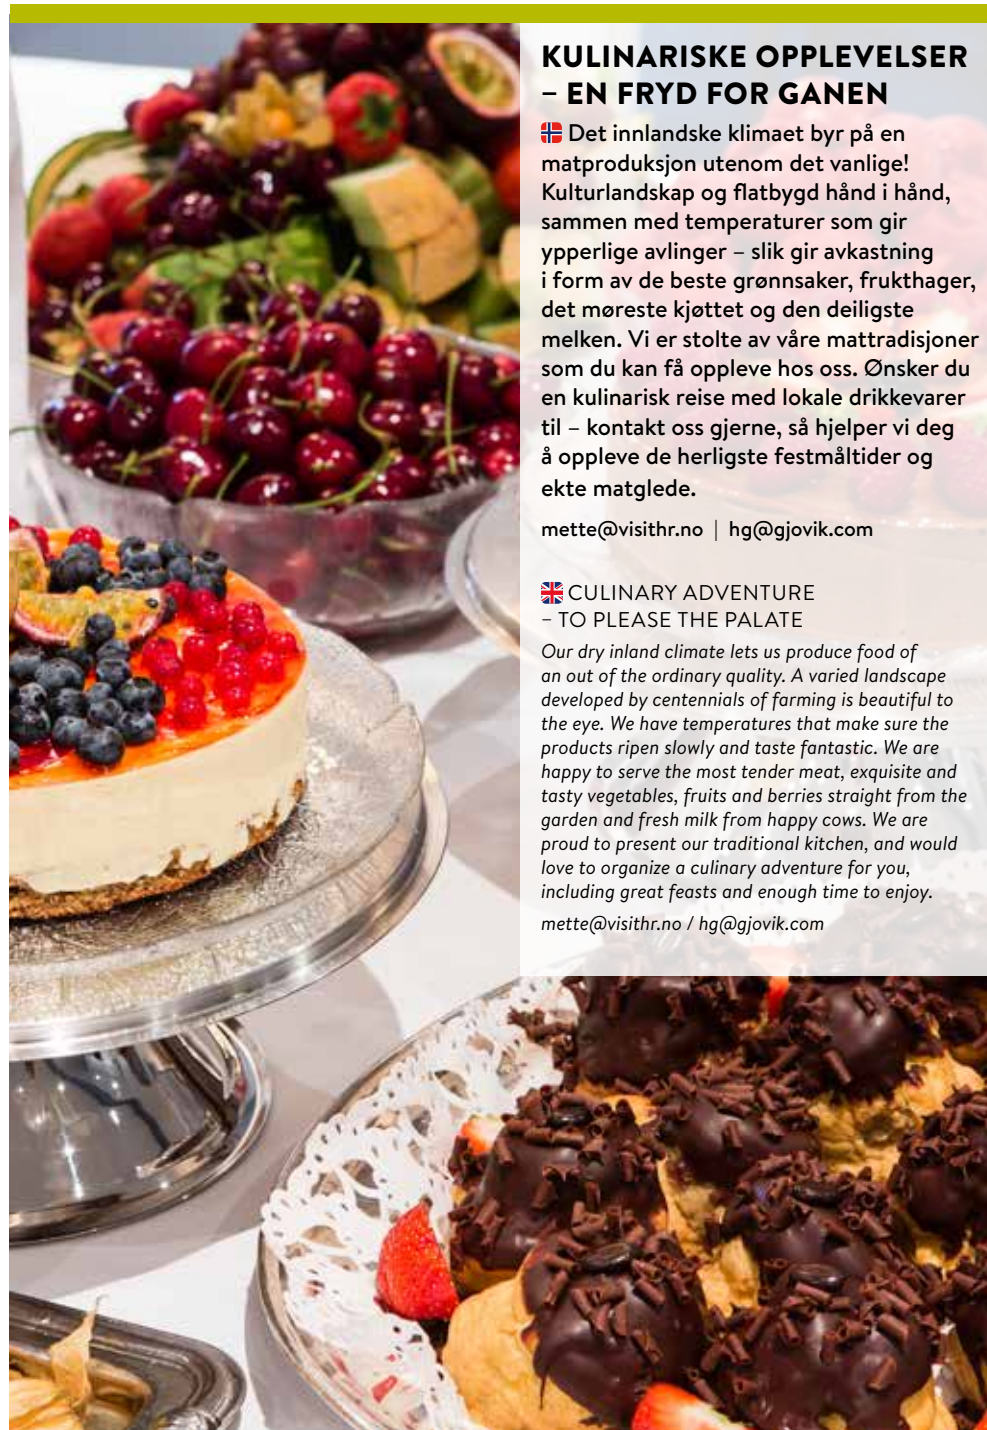 KULINARISKE OPPLEVELSER
– EN FRYD FOR GANEN
Det innlandske klimaet byr på en
matproduksjon utenom det vanlige!
Kulturlandskap og flatbygd hånd i hånd,
sammen med temperaturer som gir
ypperlige avlinger – slik gir avkastning
i form av de beste grønnsaker, frukthager,
det møreste kjøttet og den deiligste
melken. Vi er stolte av våre mattradisjoner
som du kan få oppleve hos oss. Ønsker du
en kulinarisk reise med lokale drikkevarer
til – kontakt oss gjerne, så hjelper vi deg
å oppleve de herligste festmåltider og
ekte matglede.
mette@visithr.no | hg@gjovik.com
CULINARY ADVENTURE
– TO PLEASE THE PALATE
Our dry inland climate lets us produce food of
an out of the ordinary quality. A varied landscape
developed by centennials of farming is beautiful to
the eye. We have temperatures that make sure the
products ripen slowly and taste fantastic. We are
happy to serve the most tender meat, exquisite and
tasty vegetables, fruits and berries straight from the
garden and fresh milk from happy cows. We are
proud to present our traditional kitchen, and would
love to organize a culinary adventure for you,
including great feasts and enough time to enjoy.
mette@visithr.no / hg@gjovik.com